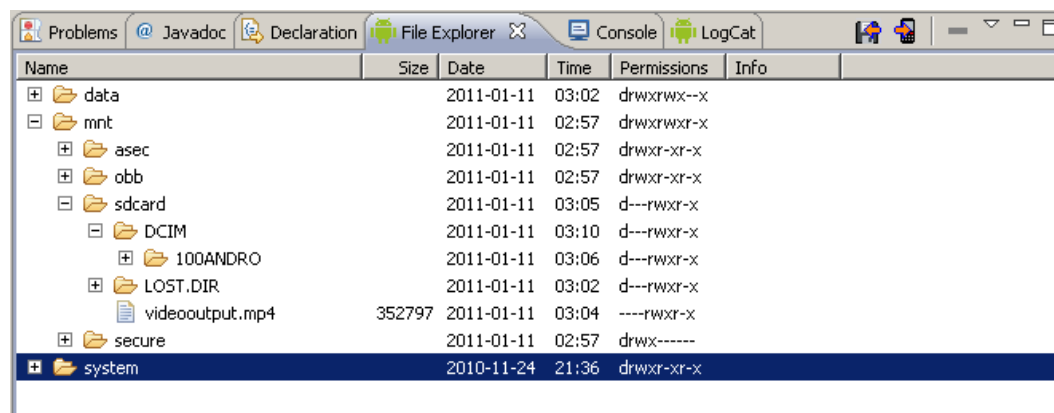 Problems @ Javadoc Declaration File Explorer Console LogCat
Name Size Date Time Permissions Info
data 2011-01-11 03:02 drwxrwx--x
mnt 2011-01-11 02:57 drwxrwxr-x
asec 2011-01-11 02:57 drwxr-xr-x
obb 2011-01-11 02:57 drwxr-xr-x
sdcard 2011-01-11 03:05 d---rwxr-x
DCIM 2011-01-11 03:10 d---rwxr-x
100ANDRO 2011-01-11 03:06 d---rwxr-x
LOST.DIR 2011-01-11 03:02 d---rwxr-x
videooutput.mp4 352797 2011-01-11 03:04 ----rwxr-x
secure 2011-01-11 02:57 drwx------
system 2010-11-24 21:36 drwxr-xr-x